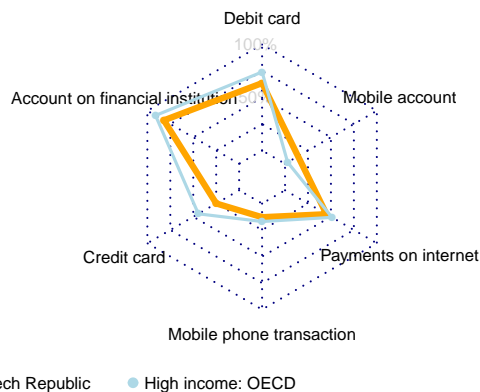 Debit card
100%
50%
Account on financial institution
Mobile account
Credit card
Payments on internet
Mobile phone transaction
ech Republic
High income: OECD